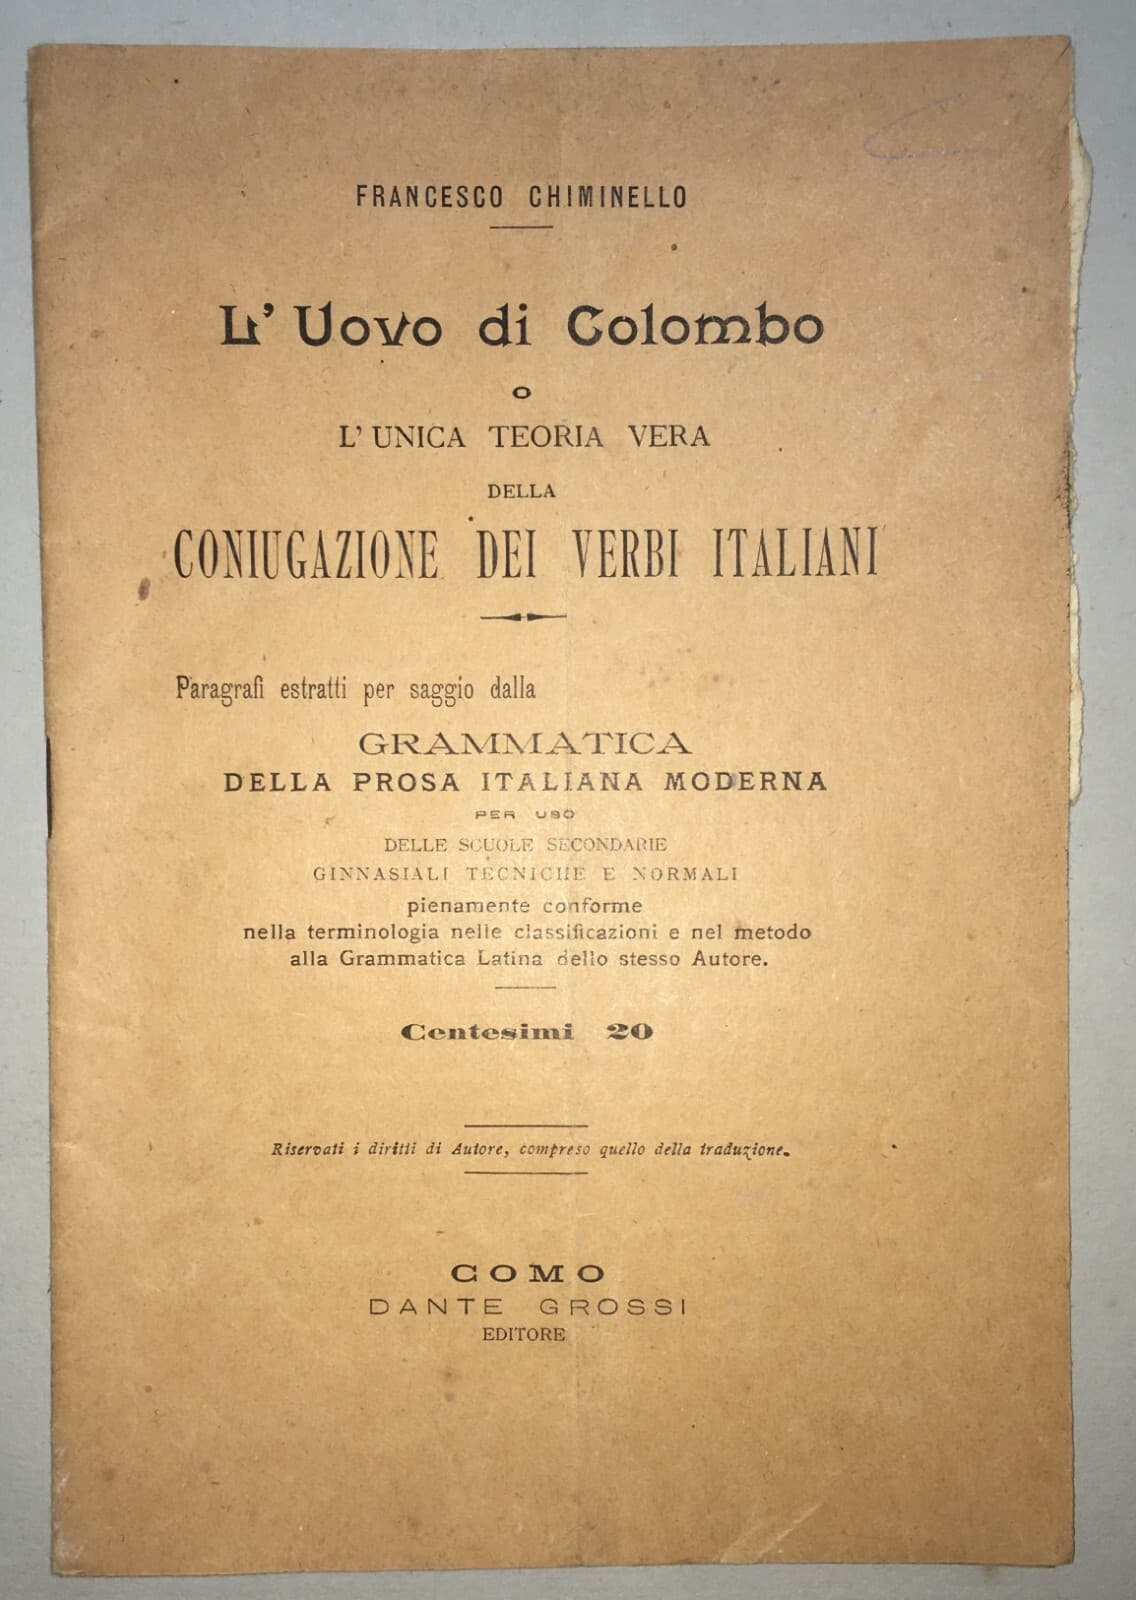 FRANCESCO CHIMINELLO
L' Uovo di Colombo
O
L' UNICA TEORIA VERA
DELLA
CONIUGAZIONE DEI VERBI ITALIANI
Paragrafi estratti per saggio dalla
GRAMMATICA
DELLA PROSA ITALIANA MODERNA
PER USO
DELLE SCUOLE SECONDARIE
GINNASIALI TECNICHE E NORMALI
pienamente conforme
nella terminologia nelle classificazioni e nel metodo
alla Grammatica Latina dello stesso Autore.
Centesimi 20
Riservati i diritti di Autore, compreso quello della traduzione.
COMO
DANTE GROSSI
EDITORE